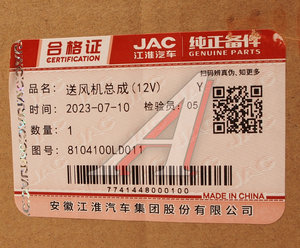 合格证
CERTIFICATION
JAC
江淮汽车
纯正备件
GENUINE PARTS
扫码辨真伪,防伪
品名:送风机总成(12V) Y
时间:2023-07-10 检验员:05
数量:1
图号:8104100LD011
7741448000100
MADE IN CHINA
安徽江淮汽车集团股份有限公司